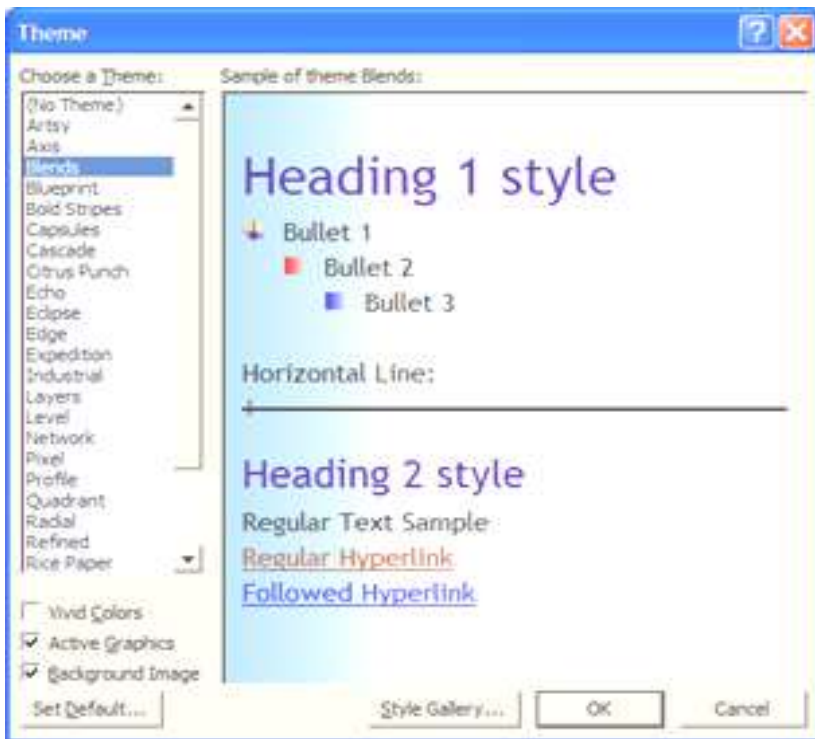 Theme
Choose a Theme:
(No Theme)
Artsy
Axis
Blends
Blueprint
Bold Stripes
Capsules
Cascade
Citrus Punch
Echo
Eclipse
Edge
Expedition
Industrial
Layers
Level
Network
Pixel
Profile
Quadrant
Radial
Refined
Rice Paper
Vivid Colors
Active Graphics
Background Image
Sample of theme Blends:
Heading 1 style
Bullet 1
Bullet 2
Bullet 3
Horizontal Line:
Heading 2 style
Regular Text Sample
Regular Hyperlink
Followed Hyperlink
Set Default... Style Gallery... OK Cancel